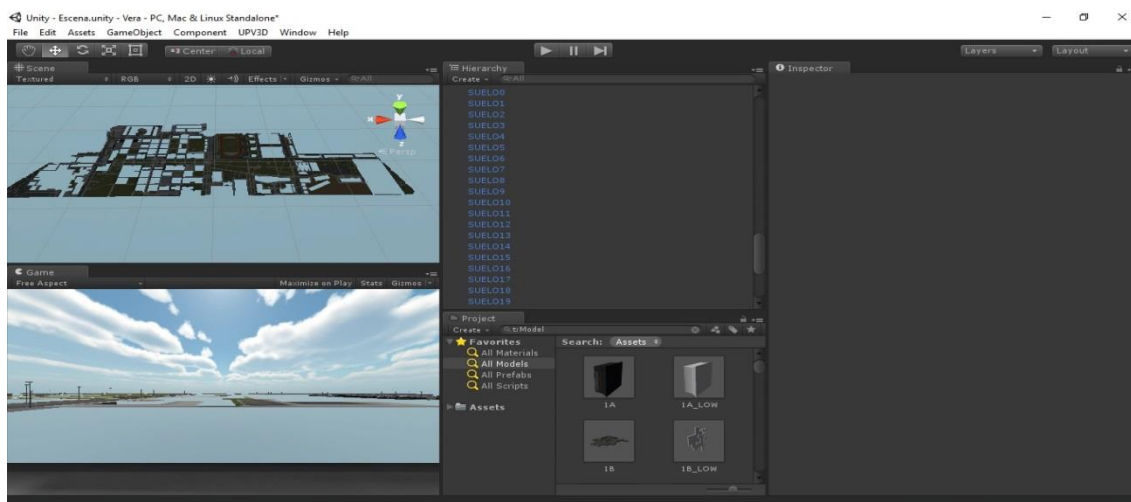 Unity - Escena.unity - Vera - PC, Mac & Linux Standalone*
File Edit Assets GameObject Component UPV3D Window Help
Center Local Layers Layout
Scene
Textured RGB 2D Effects Gizmos All
y
x
z
Persp
Game
Free Aspect Maximize on Play Stats Gizmos
Hierarchy
Create All
SUELO0
SUELO1
SUELO2
SUELO3
SUELO4
SUELO5
SUELO6
SUELO7
SUELO8
SUELO9
SUELO10
SUELO11
SUELO12
SUELO13
SUELO14
SUELO15
SUELO16
SUELO17
SUELO18
SUELO19
Project
Create t:Model
Favorites
All Materials
All Models
All Prefabs
All Scripts
Assets
Search: Assets
1A 1A_LOW
1B 1B_LOW
Inspector